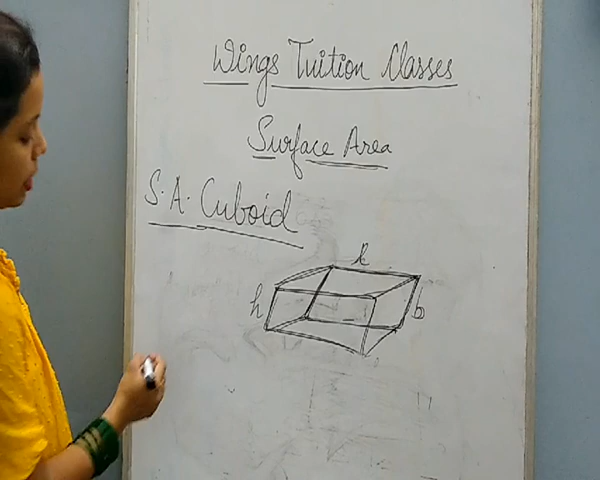 Wings Tuition Classes
Surface Area
S.A. Cuboid
l
h
b